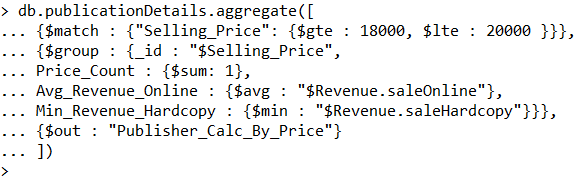 > db.publicationDetails.aggregate([
... {$match : {"Selling_Price": {$gte : 18000, $lte : 20000 }}},
... {$group : {_id : "$Selling_Price",
... Price_Count : {$sum: 1},
... Avg_Revenue_Online : {$avg : "$Revenue.saleOnline"},
... Min_Revenue_Hardcopy : {$min : "$Revenue.saleHardcopy"}}},
... {$out : "Publisher_Calc_By_Price"}
... ])
>